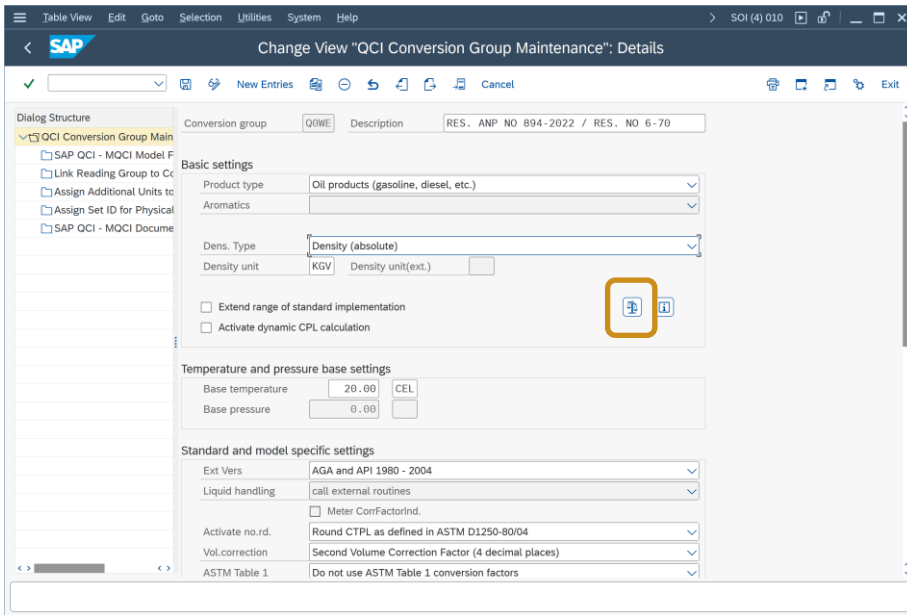 Table View Edit Goto Selection Utilities System Help SOI (4) 010
SAP Change View "QCI Conversion Group Maintenance": Details
New Entries Cancel Exit
Dialog Structure
QCI Conversion Group Main
SAP QCI - MQCI Model F
Link Reading Group to Co
Assign Additional Units to
Assign Set ID for Physical
SAP QCI - MQCI Docume
Conversion group Q0WE Description RES. ANP NO 894-2022 / RES. NO 6-70
Basic settings
Product type Oil products (gasoline, diesel, etc.)
Aromatics
Dens. Type Density (absolute)
Density unit KGV Density unit(ext.)
Extend range of standard implementation
Activate dynamic CPL calculation
Temperature and pressure base settings
Base temperature 20.00 CEL
Base pressure 0.00
Standard and model specific settings
Ext Vers AGA and API 1980 - 2004
Liquid handling call external routines
Meter CorrFactorInd.
Activate no.rd. Round CTPL as defined in ASTM D1250-80/04
Vol.correction Second Volume Correction Factor (4 decimal places)
ASTM Table 1 Do not use ASTM Table 1 conversion factors